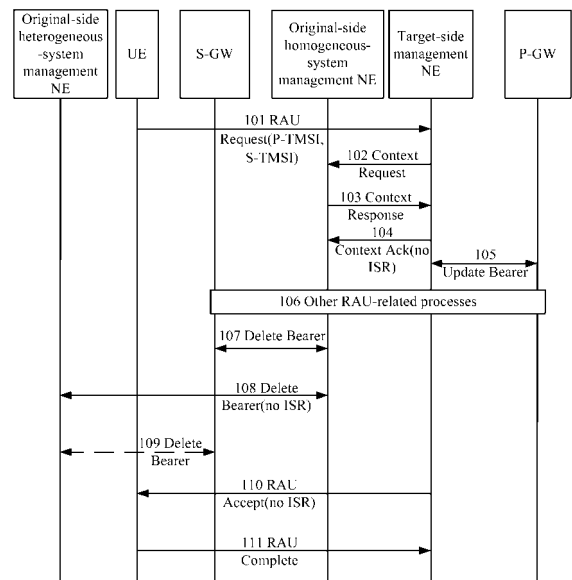 Original-side
heterogeneous
-system
management
NE
UE
S-GW
Original-side
homogeneous-
system
management NE
Target-side
management
NE
P-GW
101 RAU
Request(P-TMSI,
S-TMSI)
102 Context
Request
103 Context
Response
104
Context Ack(no
ISR)
105
Update Bearer
106 Other RAU-related processes
107 Delete Bearer
108 Delete
Bearer(no ISR)
109 Delete
Bearer
110 RAU
Accept(no ISR)
111 RAU
Complete